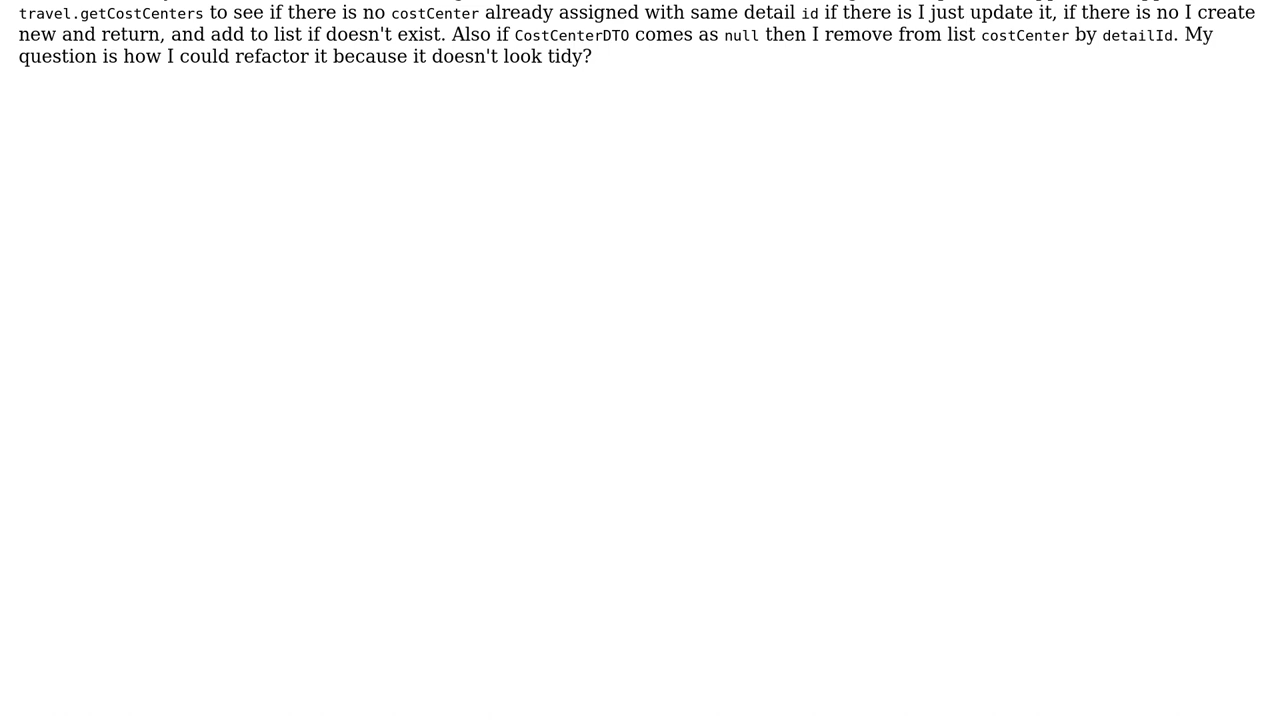 travel.getCostCenters to see if there is no costCenter already assigned with same detail id if there is I just update it, if there is no I create
new and return, and add to list if doesn't exist. Also if CostCenterDTO comes as null then I remove from list costCenter by detailId. My
question is how I could refactor it because it doesn't look tidy?